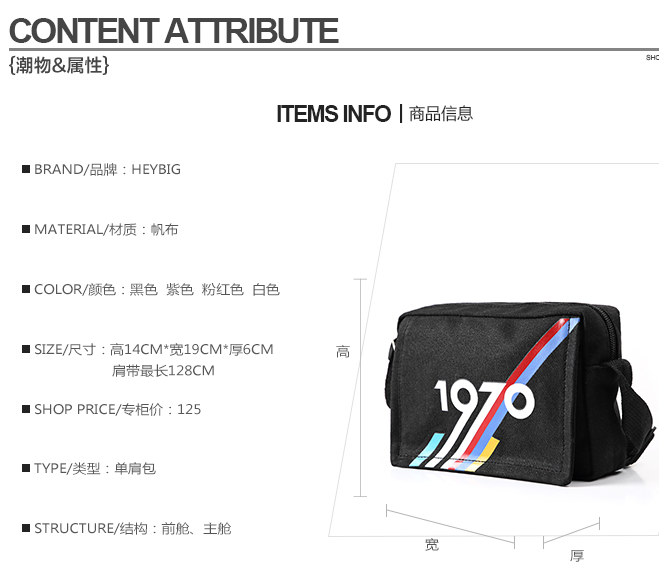 CONTENT ATTRIBUTE
{潮物&属性}
SHO
ITEMS INFO | 商品信息
■ BRAND/品牌：HEYBIG
■ MATERIAL/材质：帆布
■ COLOR/颜色：黑色 紫色 粉红色 白色
■ SIZE/尺寸：高14CM*宽19CM*厚6CM
肩带最长128CM
■ SHOP PRICE/专柜价：125
■ TYPE/类型：单肩包
■ STRUCTURE/结构：前舱、主舱
高
1970
宽
厚